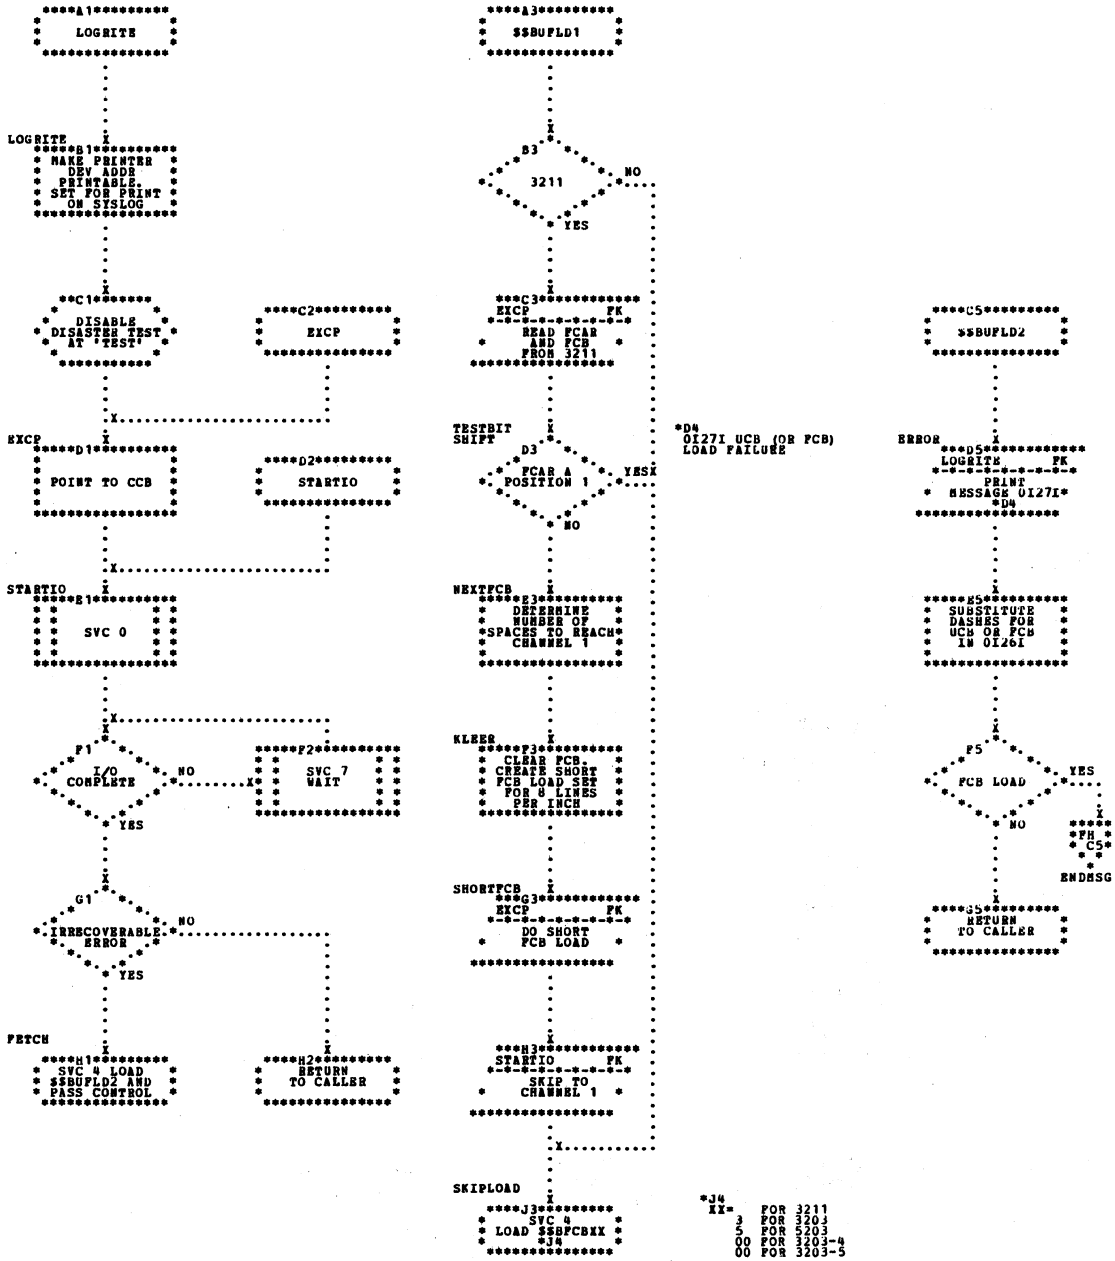 A1
LOGRITE
LOGRITE
B1
MAKE PRINTER
DEV ADDR
PRINTABLE.
SET FOR PRINT
ON SYSLOG
C1
DISABLE
DISASTER TEST
AT 'TEST'
C2
EXCP
EXCP
D1
POINT TO CCB
D2
STARTIO
STARTIO
E1
SVC 0
F1
I/O
COMPLETE
NO
YES
F2
SVC 7
WAIT
G1
IRRECOVERABLE
ERROR
NO
YES
FETCH
H1
SVC 4 LOAD
$$BUFLD2 AND
PASS CONTROL
H2
RETURN
TO CALLER
A3
$$BUFLD1
B3
3211
NO
YES
C3
EXCP FK
READ FCAR
AND FCB
FROM 3211
TESTBIT
SHIFT
D3
FCAR A
POSITION 1
YES
NO
*D4
0I27I UCB (OR FCB)
LOAD FAILURE
NEXTFCB
E3
DETERMINE
NUMBER OF
SPACES TO REACH
CHANNEL 1
KLEER
F3
CLEAR FCB.
CREATE SHORT
FCB LOAD SET
FOR 8 LINES
PER INCH
SHORTFCB
G3
EXCP FK
DO SHORT
FCB LOAD
H3
STARTIO FK
SKIP TO
CHANNEL 1
SKIPLOAD
J3
SVC 4
LOAD $$BFCBXX
*J4
*J4
XX= FOR 3211
3 FOR 3203
5 FOR 5203
00 FOR 3203-4
00 FOR 3203-5
C5
$$BUFLD2
ERROR
D5
LOGRITE FK
PRINT
MESSAGE 0I27I
*D4
E5
SUBSTITUTE
DASHES FOR
UCB OR FCB
IN 0I26I
F5
FCB LOAD
YES
NO
FH
C5
ENDMSG
G5
RETURN
TO CALLER